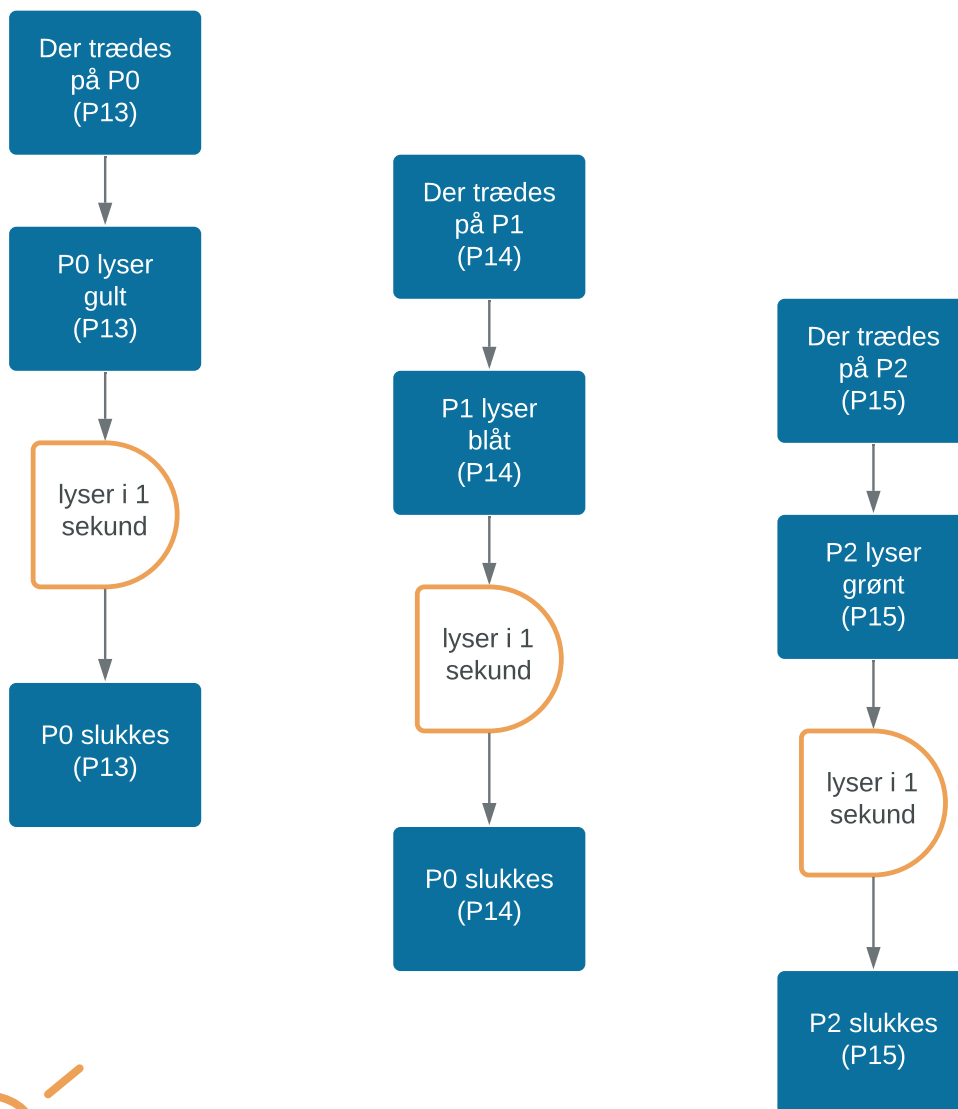 Der trædes
på P0
(P13)
P0 lyser
gult
(P13)
lyser i 1
sekund
P0 slukkes
(P13)
Der trædes
på P1
(P14)
P1 lyser
blåt
(P14)
lyser i 1
sekund
P0 slukkes
(P14)
Der trædes
på P2
(P15)
P2 lyser
grønt
(P15)
lyser i 1
sekund
P2 slukkes
(P15)